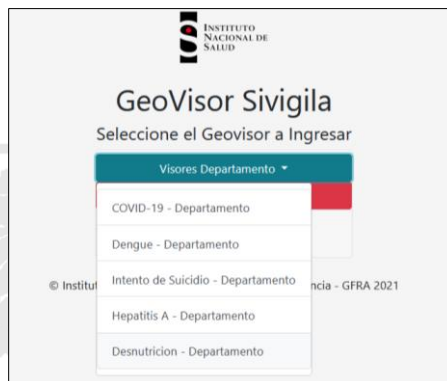 INSTITUTO
NACIONAL DE
SALUD
GeoVisor Sivigila
Seleccione el Geovisor a Ingresar
Visores Departamento
COVID-19 - Departamento
Dengue - Departamento
© Institu
Intento de Suicidio - Departamento
ncia - GFRA 2021
Hepatitis A - Departamento
Desnutricion - Departamento